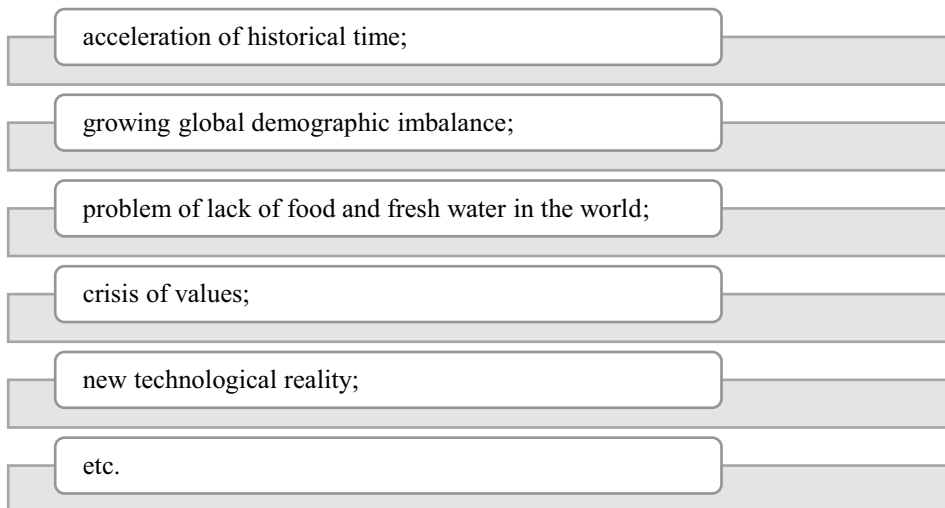 acceleration of historical time;
growing global demographic imbalance;
problem of lack of food and fresh water in the world;
crisis of values;
new technological reality;
etc.